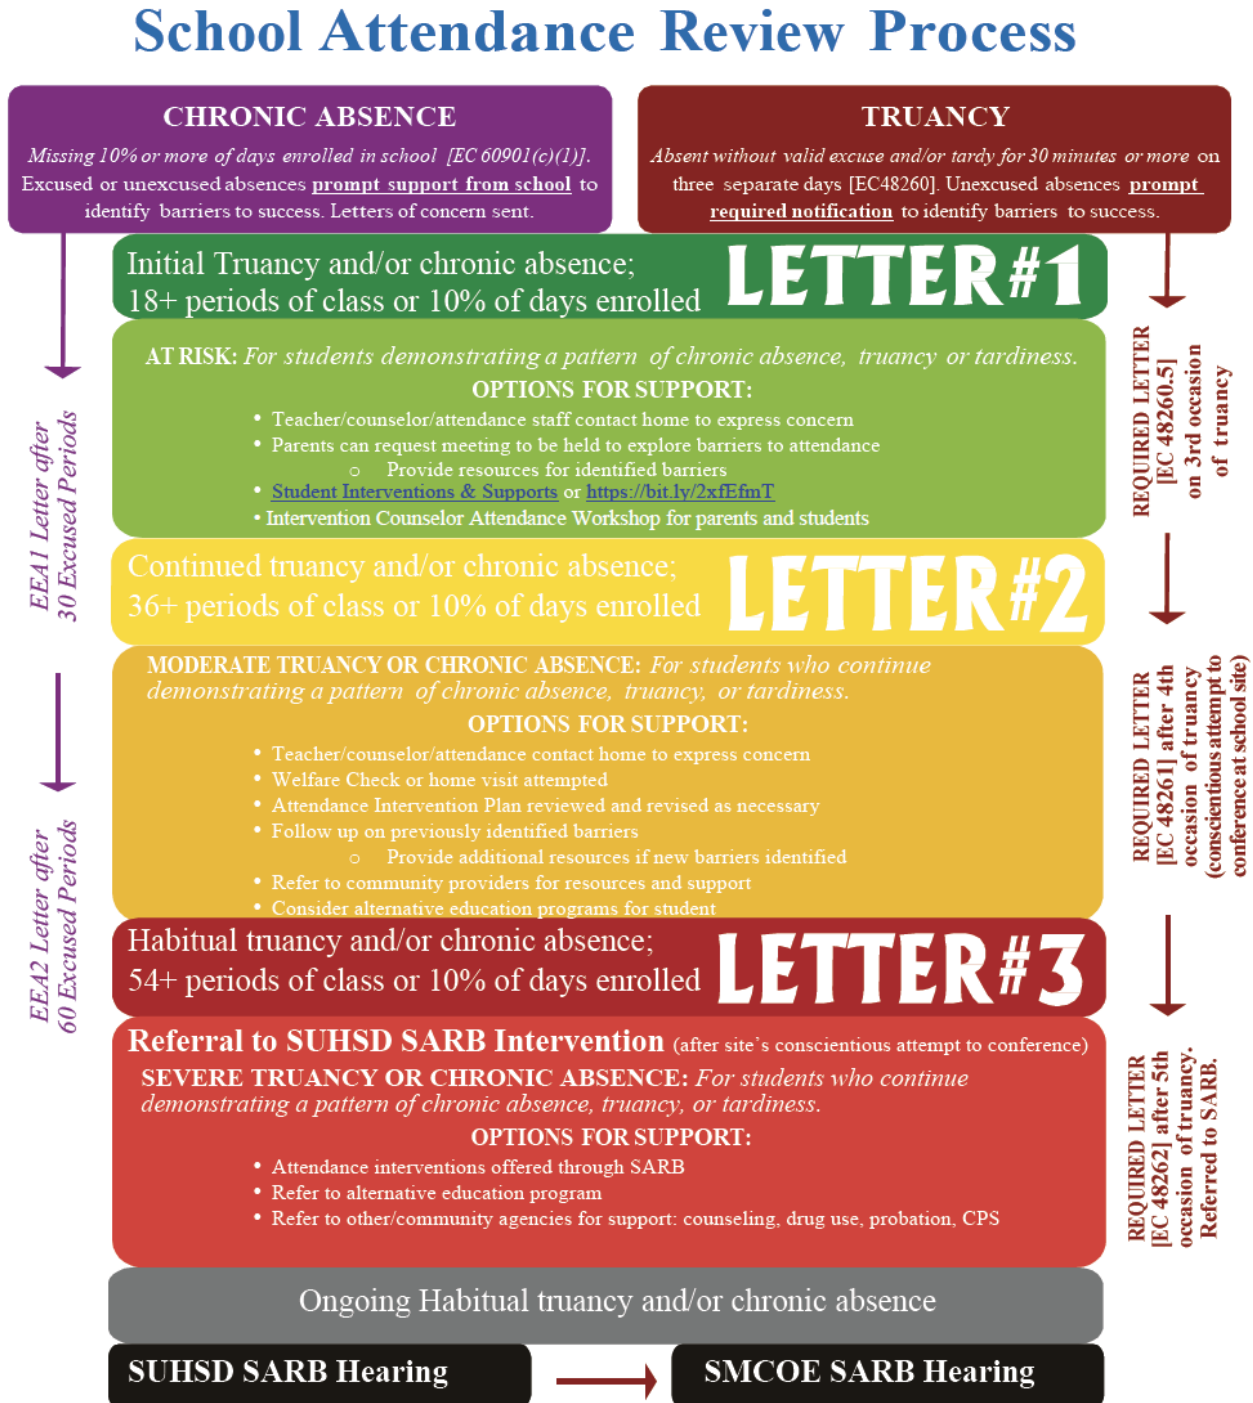 School Attendance Review Process
CHRONIC ABSENCE
Missing 10% or more of days enrolled in school [EC 60901(c)(1)].
Excused or unexcused absences prompt support from school to
identify barriers to success. Letters of concern sent.
TRUANCY
Absent without valid excuse and/or tardy for 30 minutes or more on
three separate days [EC48260]. Unexcused absences prompt
required notification to identify barriers to success.
Initial Truancy and/or chronic absence;
18+ periods of class or 10% of days enrolled
LETTER#1
AT RISK: For students demonstrating a pattern of chronic absence, truancy or tardiness.
OPTIONS FOR SUPPORT:
• Teacher/counselor/attendance staff contact home to express concern
• Parents can request meeting to be held to explore barriers to attendance
o Provide resources for identified barriers
• Student Interventions & Supports or https://bit.ly/2xfEfmT
• Intervention Counselor Attendance Workshop for parents and students
EEA1 Letter after
30 Excused Periods
REQUIRED LETTER
[EC 48260.5]
on 3rd occasion
of truancy
Continued truancy and/or chronic absence;
36+ periods of class or 10% of days enrolled
LETTER#2
MODERATE TRUANCY OR CHRONIC ABSENCE: For students who continue
demonstrating a pattern of chronic absence, truancy, or tardiness.
OPTIONS FOR SUPPORT:
• Teacher/counselor/attendance contact home to express concern
• Welfare Check or home visit attempted
• Attendance Intervention Plan reviewed and revised as necessary
• Follow up on previously identified barriers
o Provide additional resources if new barriers identified
• Refer to community providers for resources and support
• Consider alternative education programs for student
EEA2 Letter after
60 Excused Periods
REQUIRED LETTER
[EC 48261] after 4th
occasion of truancy
(conscientious attempt to
conference at school site)
Habitual truancy and/or chronic absence;
54+ periods of class or 10% of days enrolled
LETTER#3
Referral to SUHSD SARB Intervention (after site's conscientious attempt to conference)
SEVERE TRUANCY OR CHRONIC ABSENCE: For students who continue
demonstrating a pattern of chronic absence, truancy, or tardiness.
OPTIONS FOR SUPPORT:
• Attendance interventions offered through SARB
• Refer to alternative education program
• Refer to other/community agencies for support: counseling, drug use, probation, CPS
REQUIRED LETTER
[EC 48262] after 5th
occasion of truancy.
Referred to SARB.
Ongoing Habitual truancy and/or chronic absence
SUHSD SARB Hearing
SMCOE SARB Hearing